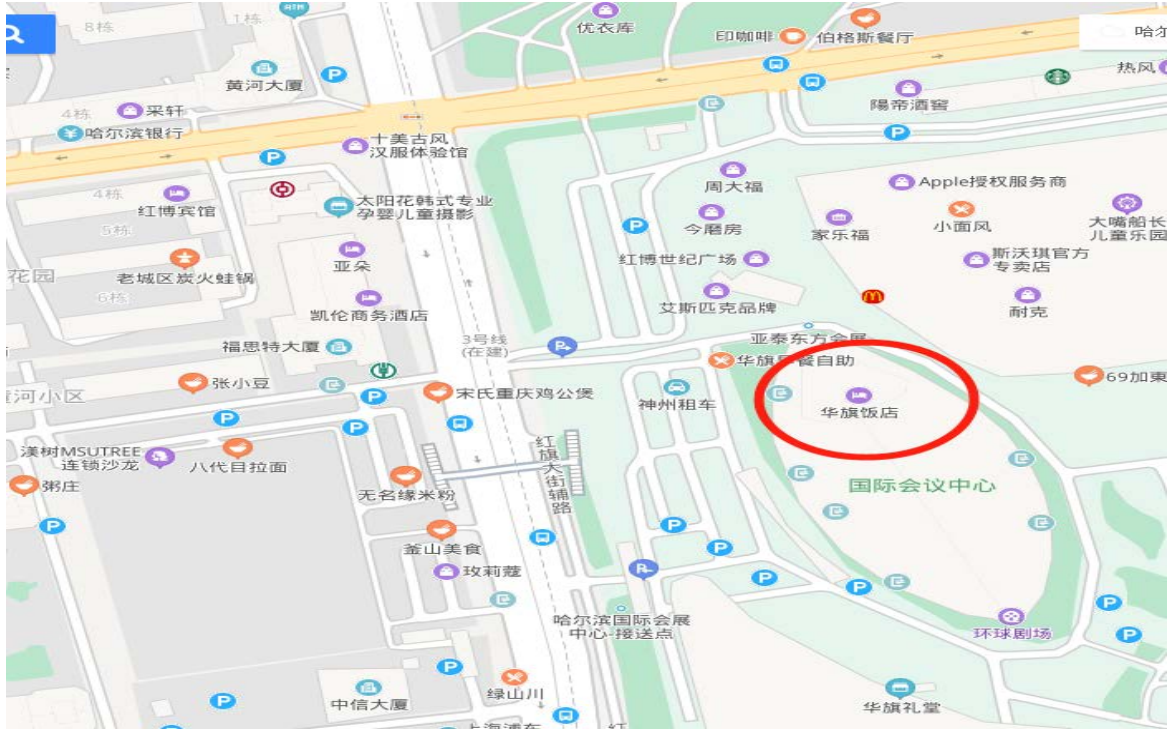 8栋
1栋
ATM
优衣库
印咖啡
伯格斯餐厅
哈尔
黄河大厦
P
热风
4栋
采轩
陽帝酒窖
哈尔滨银行
十美古风
汉服体验馆
P
P
4栋
红博宾馆
太阳花韩式专业
孕婴儿童摄影
周大福
Apple授权服务商
5栋
今磨房
家乐福
小面风
大嘴船长
儿童乐园
P
亚朵
花园
老城区炭火蛙锅
红博世纪广场
斯沃琪官方
专卖店
6栋
凯伦商务酒店
艾斯匹克品牌
耐克
福思特大厦
3号线
(在建)
P
亚泰东方会展
华旗早餐自助
张小豆
宋氏重庆鸡公煲
神州租车
华旗饭店
69加東
黄河小区
P
P
渼树MSUTREE
连锁沙龙
八代目拉面
红旗大街辅路
粥庄
无名缘米粉
国际会议中心
P
P
釜山美食
P
玫莉蔻
P
P
P
哈尔滨国际会展
中心-接送点
环球剧场
P
P
绿山川
中信大厦
P
华旗礼堂